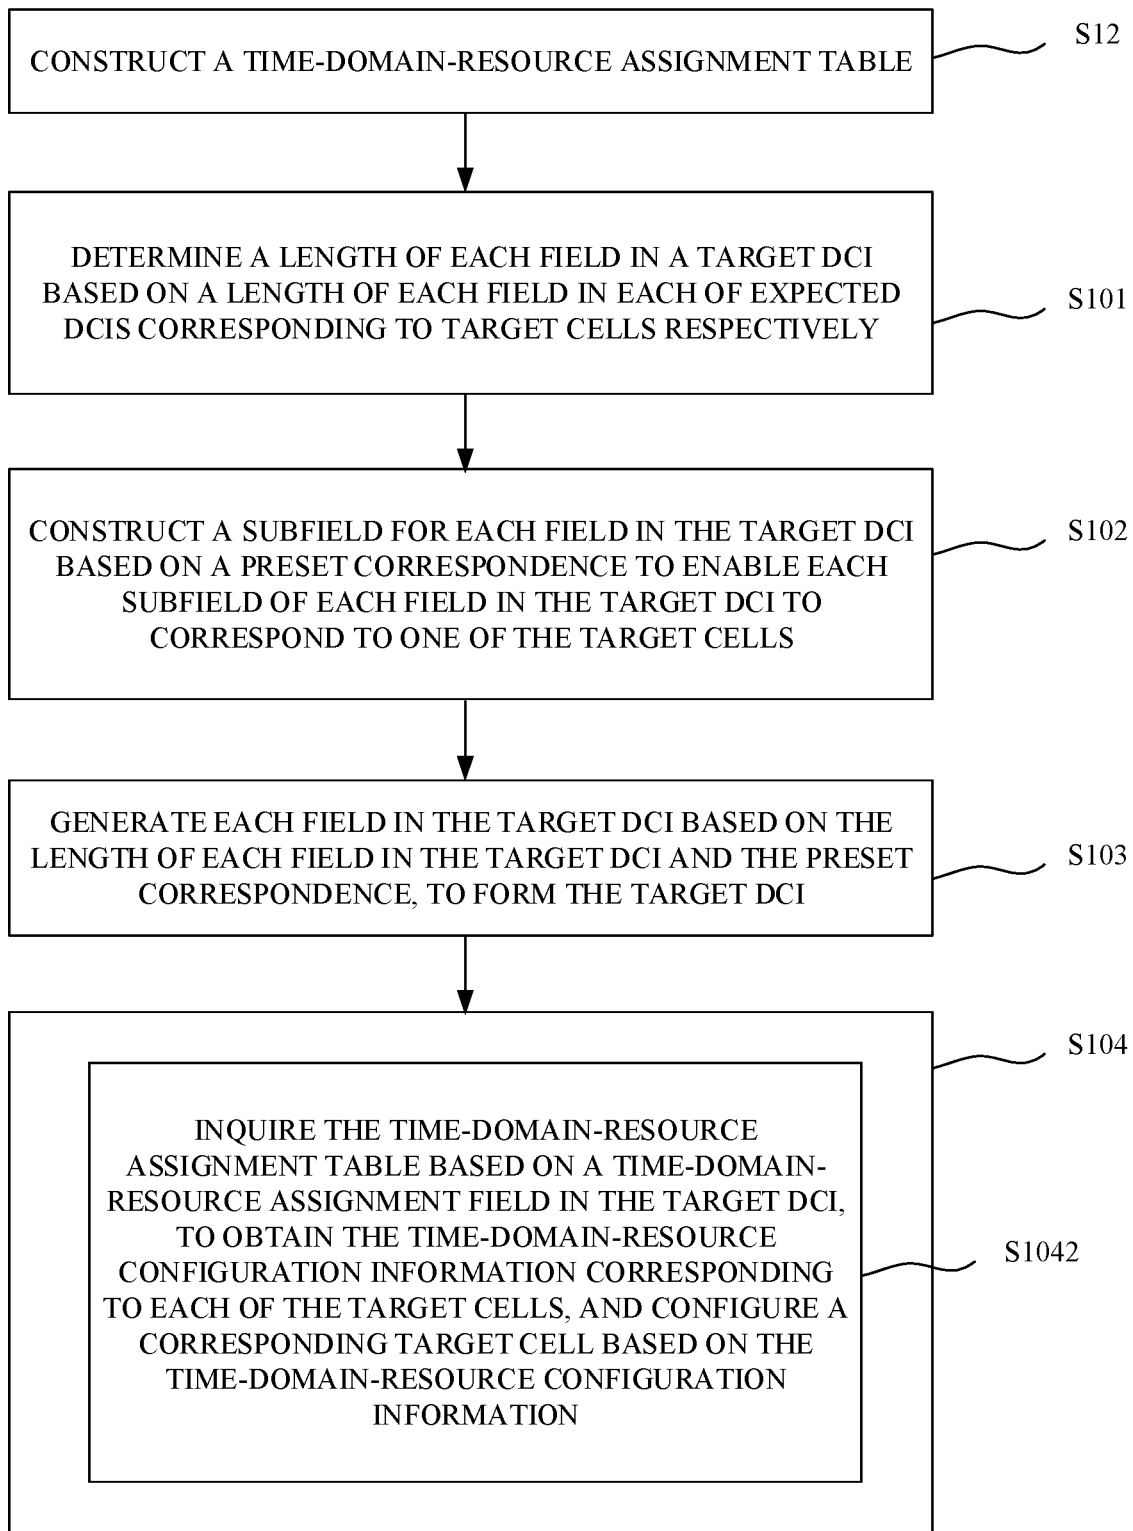 CONSTRUCT A TIME-DOMAIN-RESOURCE ASSIGNMENT TABLE
S12
DETERMINE A LENGTH OF EACH FIELD IN A TARGET DCI
BASED ON A LENGTH OF EACH FIELD IN EACH OF EXPECTED
DCIS CORRESPONDING TO TARGET CELLS RESPECTIVELY
S101
CONSTRUCT A SUBFIELD FOR EACH FIELD IN THE TARGET DCI
BASED ON A PRESET CORRESPONDENCE TO ENABLE EACH
SUBFIELD OF EACH FIELD IN THE TARGET DCI TO
CORRESPOND TO ONE OF THE TARGET CELLS
S102
GENERATE EACH FIELD IN THE TARGET DCI BASED ON THE
LENGTH OF EACH FIELD IN THE TARGET DCI AND THE PRESET
CORRESPONDENCE, TO FORM THE TARGET DCI
S103
S104
INQUIRE THE TIME-DOMAIN-RESOURCE
ASSIGNMENT TABLE BASED ON A TIME-DOMAIN-
RESOURCE ASSIGNMENT FIELD IN THE TARGET DCI,
TO OBTAIN THE TIME-DOMAIN-RESOURCE
CONFIGURATION INFORMATION CORRESPONDING
TO EACH OF THE TARGET CELLS, AND CONFIGURE A
CORRESPONDING TARGET CELL BASED ON THE
TIME-DOMAIN-RESOURCE CONFIGURATION
INFORMATION
S1042